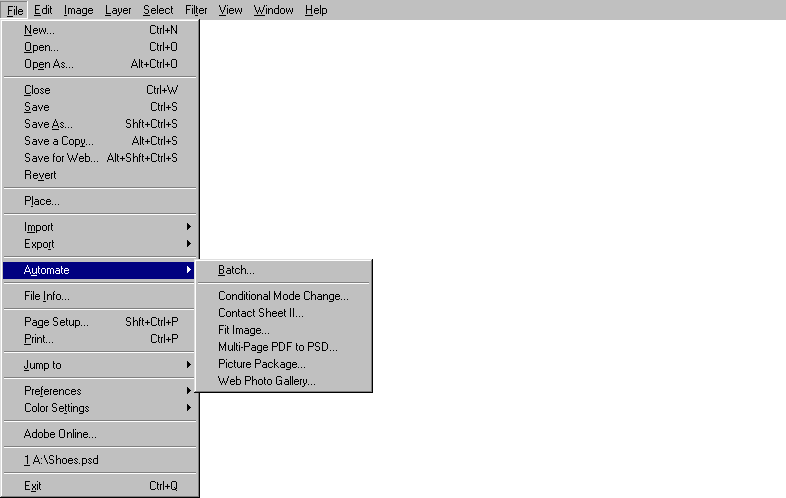 File Edit Image Layer Select Filter View Window Help
New... Ctrl+N
Open... Ctrl+O
Open As... Alt+Ctrl+O
Close Ctrl+W
Save Ctrl+S
Save As... Shft+Ctrl+S
Save a Copy... Alt+Ctrl+S
Save for Web... Alt+Shft+Ctrl+S
Revert
Place...
Import
Export
Automate
File Info...
Page Setup... Shft+Ctrl+P
Print... Ctrl+P
Jump to
Preferences
Color Settings
Adobe Online...
1 A:\Shoes.psd
Exit Ctrl+Q
Batch...
Conditional Mode Change...
Contact Sheet II...
Fit Image...
Multi-Page PDF to PSD...
Picture Package...
Web Photo Gallery...